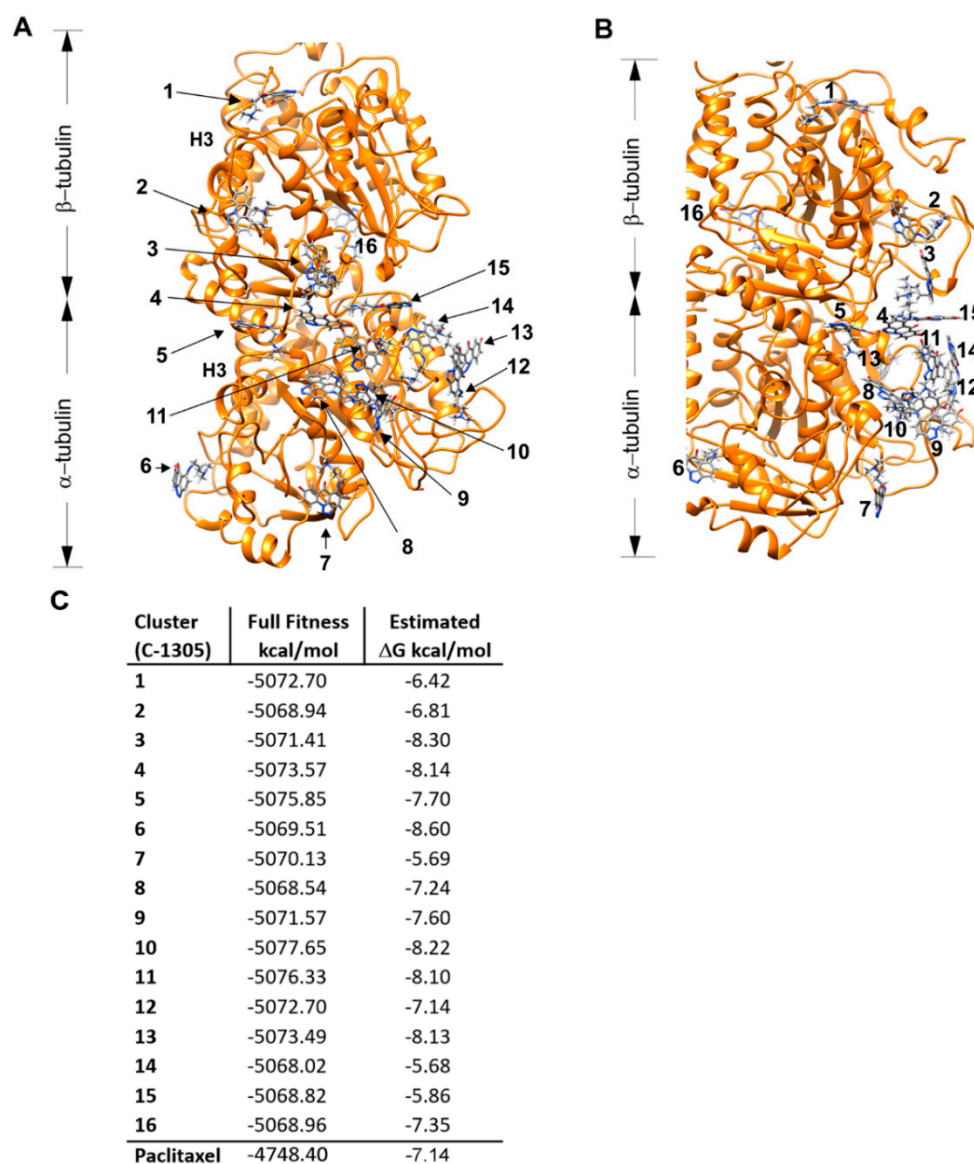 A
B
β-tubulin
α-tubulin
1
H3
2
3
16
4
15
14
5
13
H3
12
11
10
6
9
7
8
β-tubulin
α-tubulin
1
2
16
3
4
15
5
11
14
13
8
12
10
6
9
7
C
Cluster Full Fitness Estimated
(C-1305) kcal/mol ΔG kcal/mol
1 -5072.70 -6.42
2 -5068.94 -6.81
3 -5071.41 -8.30
4 -5073.57 -8.14
5 -5075.85 -7.70
6 -5069.51 -8.60
7 -5070.13 -5.69
8 -5068.54 -7.24
9 -5071.57 -7.60
10 -5077.65 -8.22
11 -5076.33 -8.10
12 -5072.70 -7.14
13 -5073.49 -8.13
14 -5068.02 -5.68
15 -5068.82 -5.86
16 -5068.96 -7.35
Paclitaxel -4748.40 -7.14